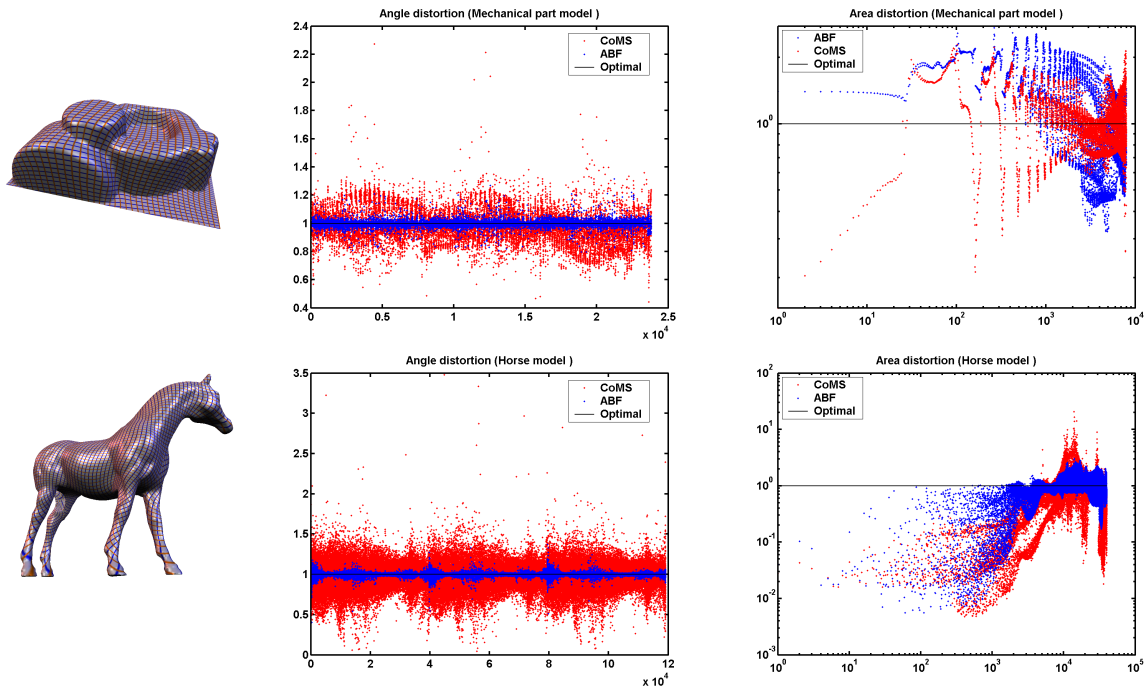 Angle distortion (Mechanical part model )
2.4
2.2
2
1.8
1.6
1.4
1.2
1
0.8
0.6
0.4
CoMS
ABF
Optimal
0 0.5 1 1.5 2 2.5
x 10^4
Area distortion (Mechanical part model )
ABF
CoMS
Optimal
10^0
10^0 10^1 10^2 10^3 10^4
Angle distortion (Horse model )
3.5
3
2.5
2
1.5
1
0.5
0
CoMS
ABF
Optimal
0 2 4 6 8 10 12
x 10^4
Area distortion (Horse model )
10^2
10^1
10^0
10^-1
10^-2
10^-3
CoMS
ABF
Optimal
10^0 10^1 10^2 10^3 10^4 10^5